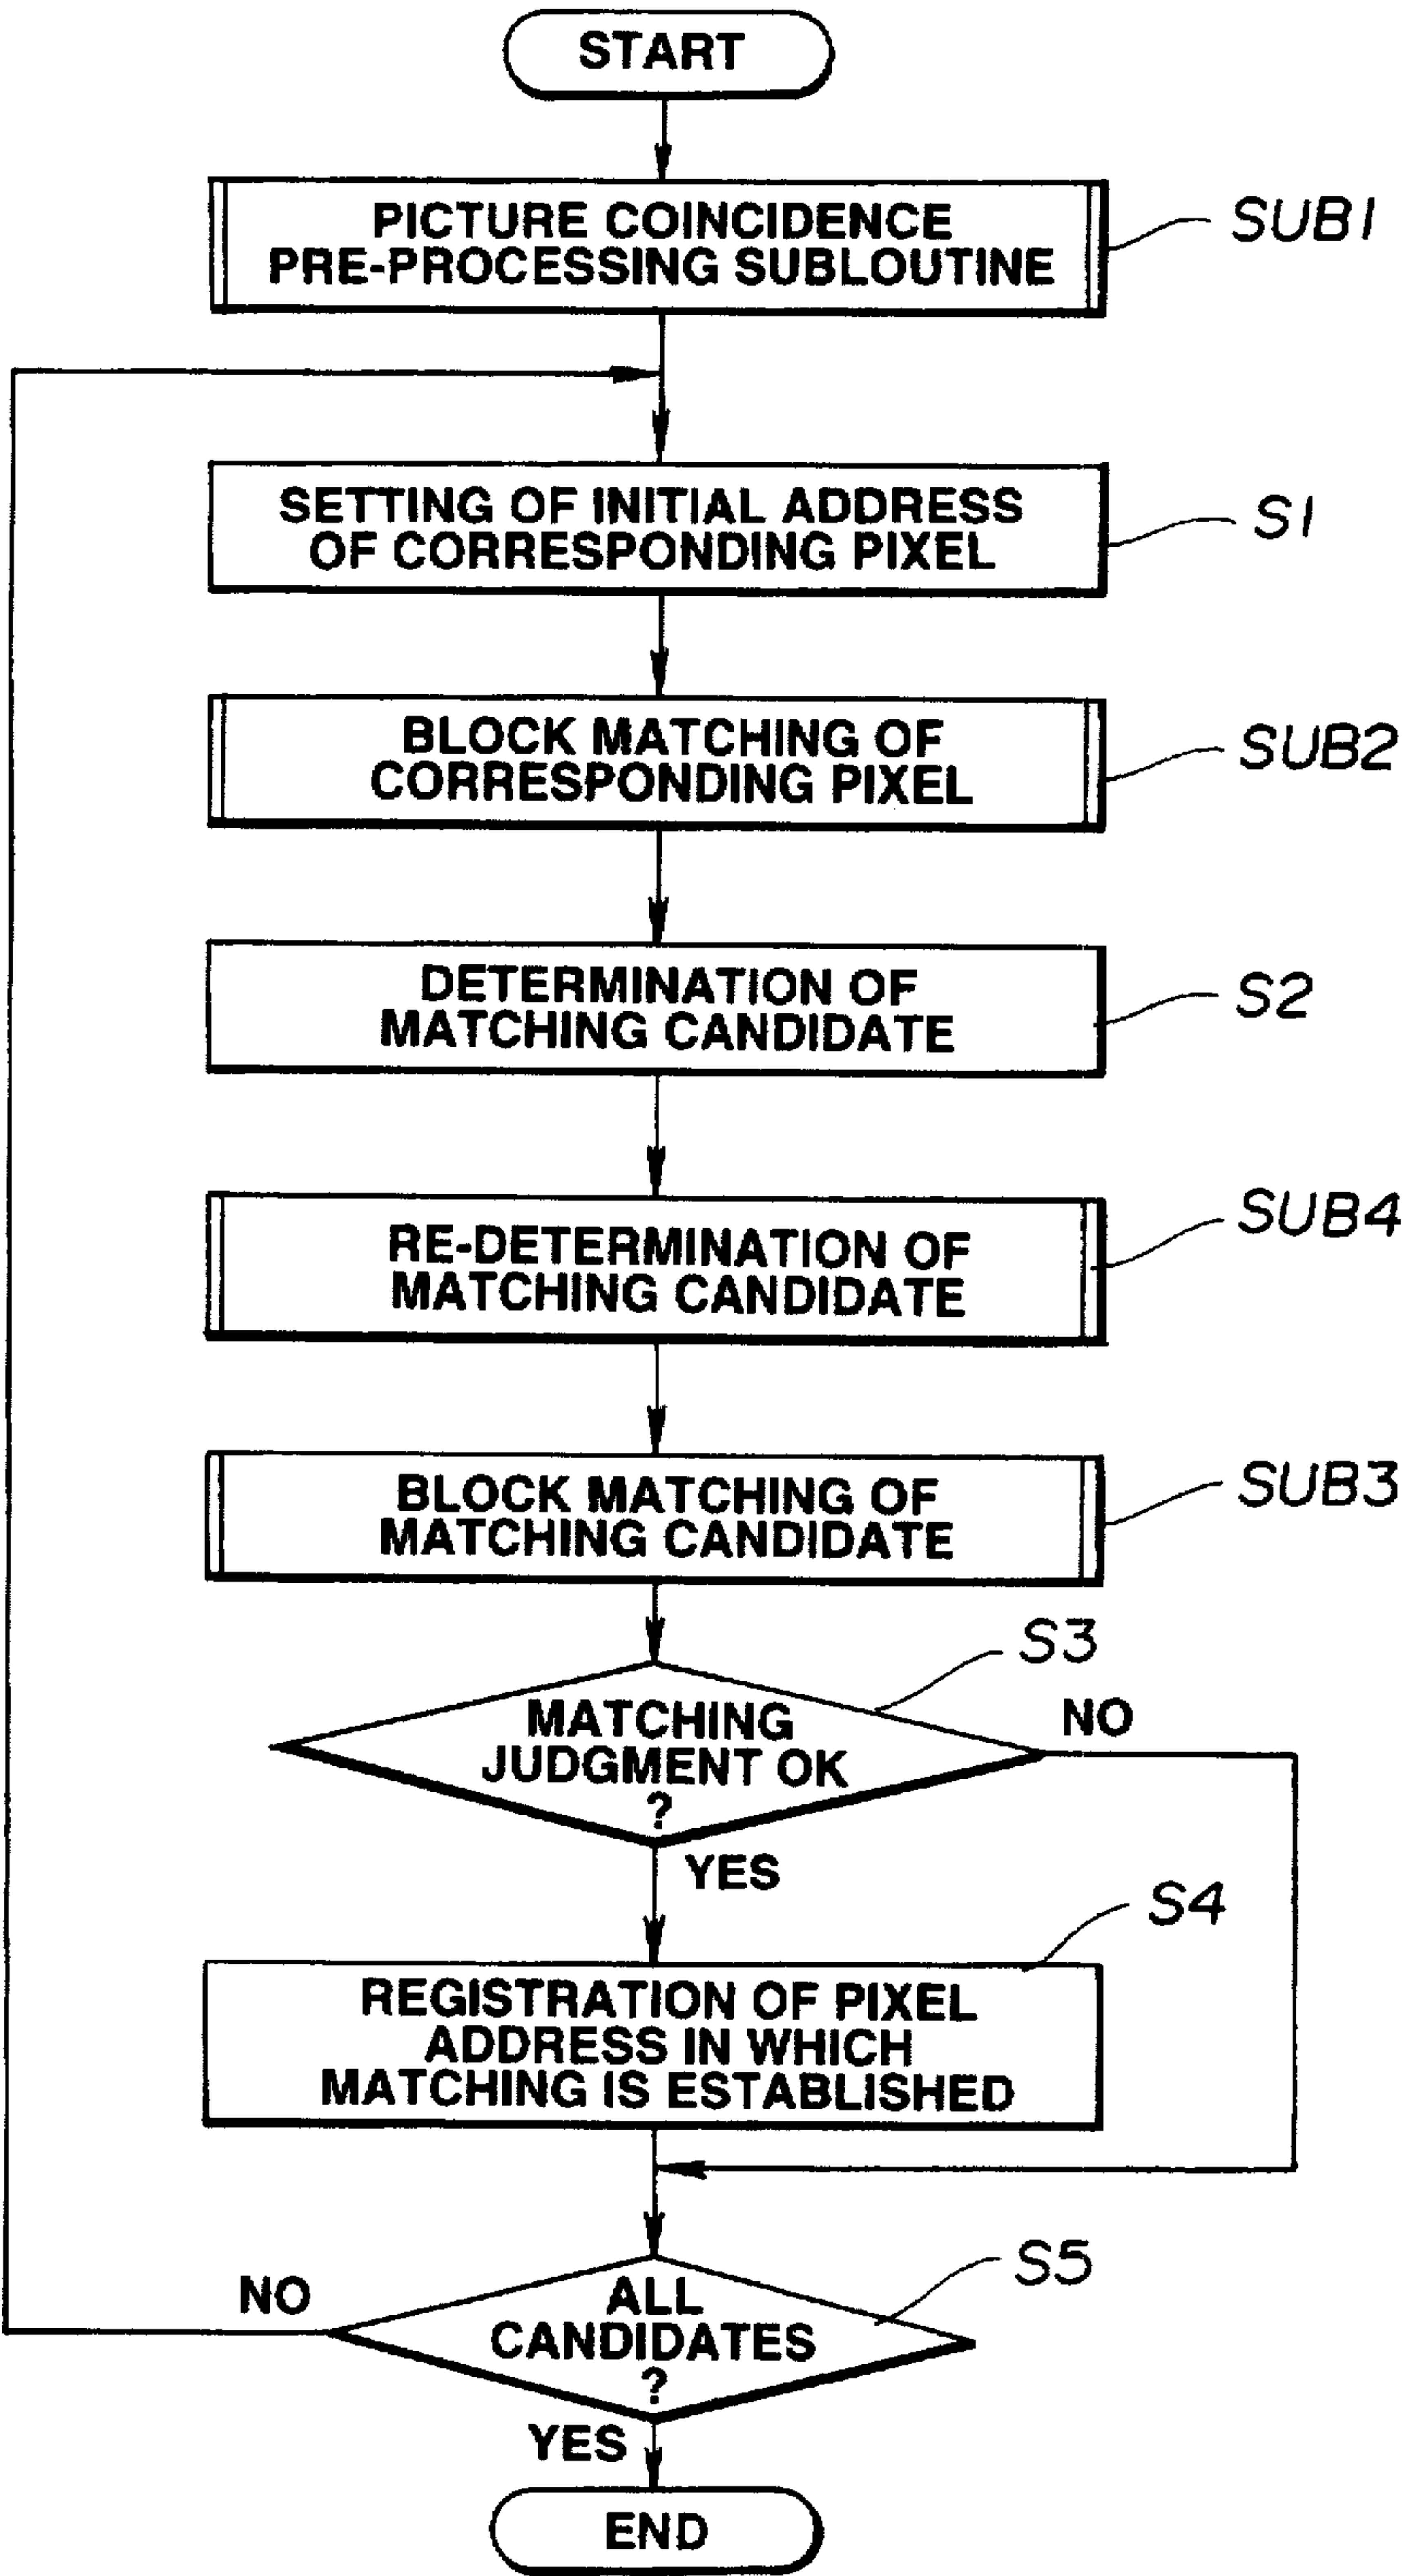 START
PICTURE COINCIDENCE
PRE-PROCESSING SUBLOUTINE
SUB1
SETTING OF INITIAL ADDRESS
OF CORRESPONDING PIXEL
S1
BLOCK MATCHING OF
CORRESPONDING PIXEL
SUB2
DETERMINATION OF
MATCHING CANDIDATE
S2
RE-DETERMINATION OF
MATCHING CANDIDATE
SUB4
BLOCK MATCHING OF
MATCHING CANDIDATE
SUB3
S3
MATCHING
JUDGMENT OK
?
NO
YES
S4
REGISTRATION OF PIXEL
ADDRESS IN WHICH
MATCHING IS ESTABLISHED
S5
NO
ALL
CANDIDATES
?
YES
END